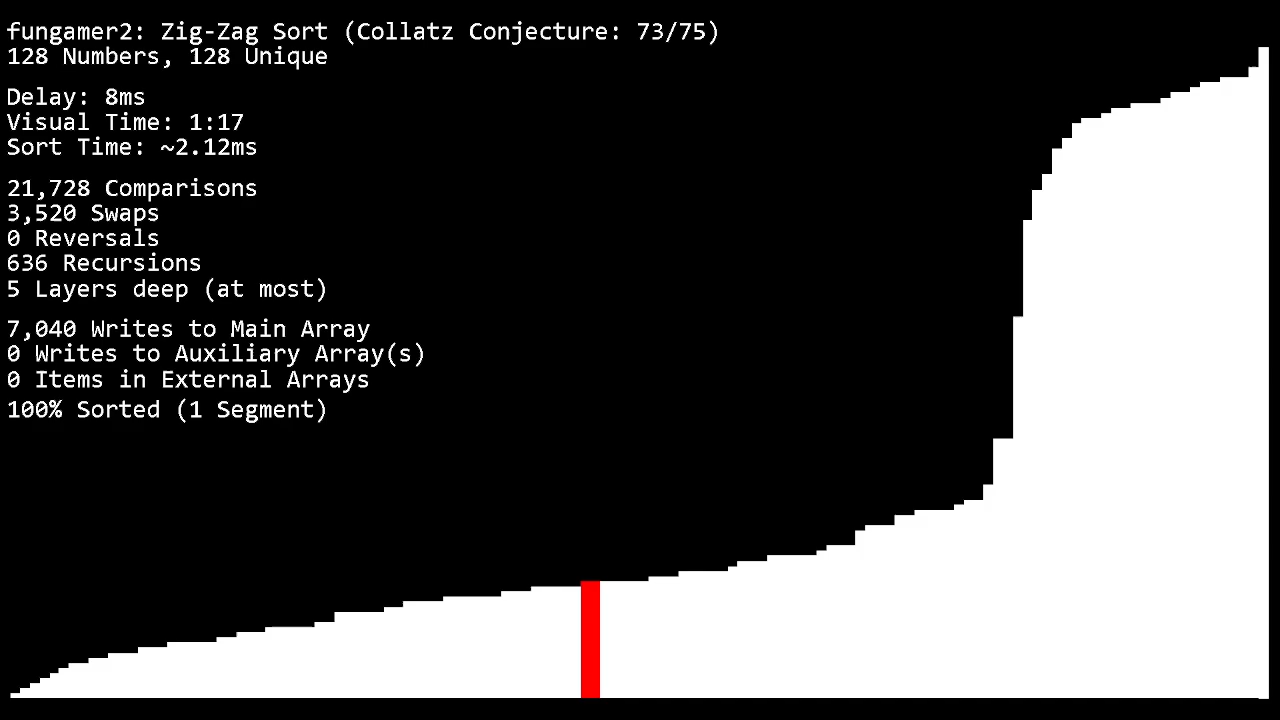 fungamer2: Zig-Zag Sort (Collatz Conjecture: 73/75)
128 Numbers, 128 Unique
Delay: 8ms
Visual Time: 1:17
Sort Time: ~2.12ms
21,728 Comparisons
3,520 Swaps
0 Reversals
636 Recursions
5 Layers deep (at most)
7,040 Writes to Main Array
0 Writes to Auxiliary Array(s)
0 Items in External Arrays
100% Sorted (1 Segment)